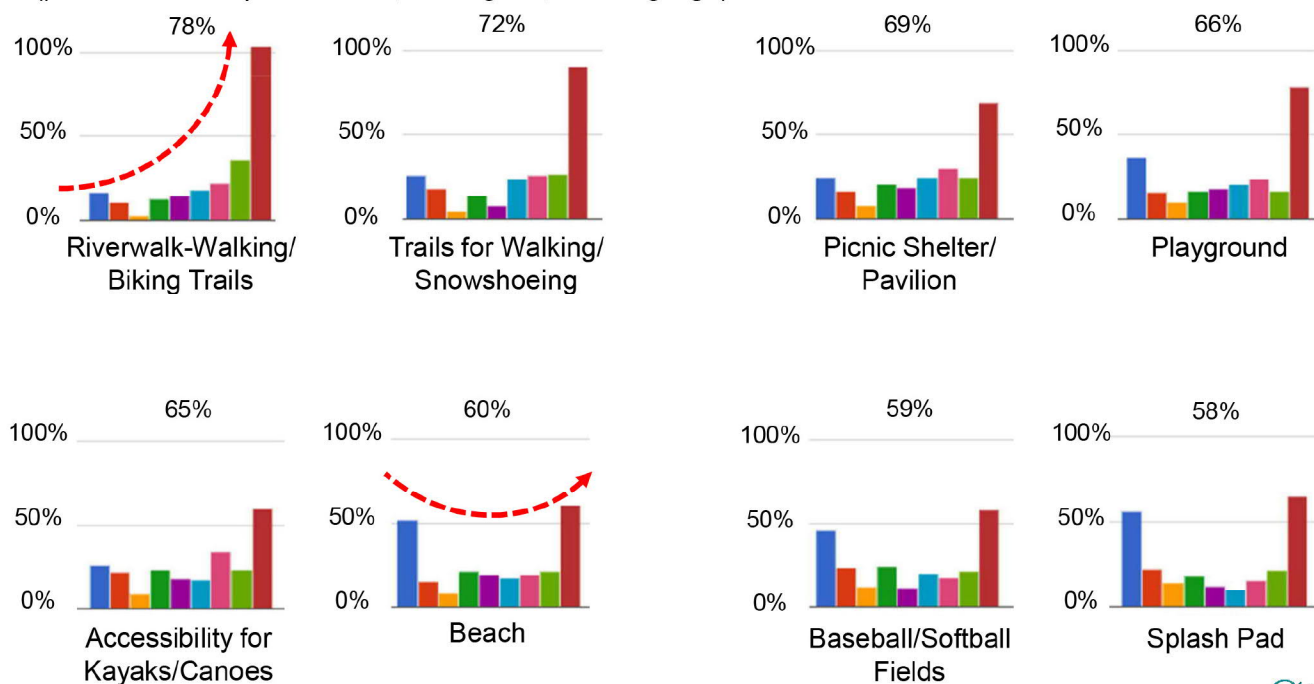 78%
72%
69%
66%
100%
50%
0%
100%
50%
0%
100%
50%
0%
100%
50%
0%
Riverwalk-Walking/
Biking Trails
Trails for Walking/
Snowshoeing
Picnic Shelter/
Pavilion
Playground
65%
60%
59%
58%
100%
50%
0%
100%
50%
0%
100%
50%
0%
100%
50%
0%
Accessibility for
Kayaks/Canoes
Beach
Baseball/Softball
Fields
Splash Pad